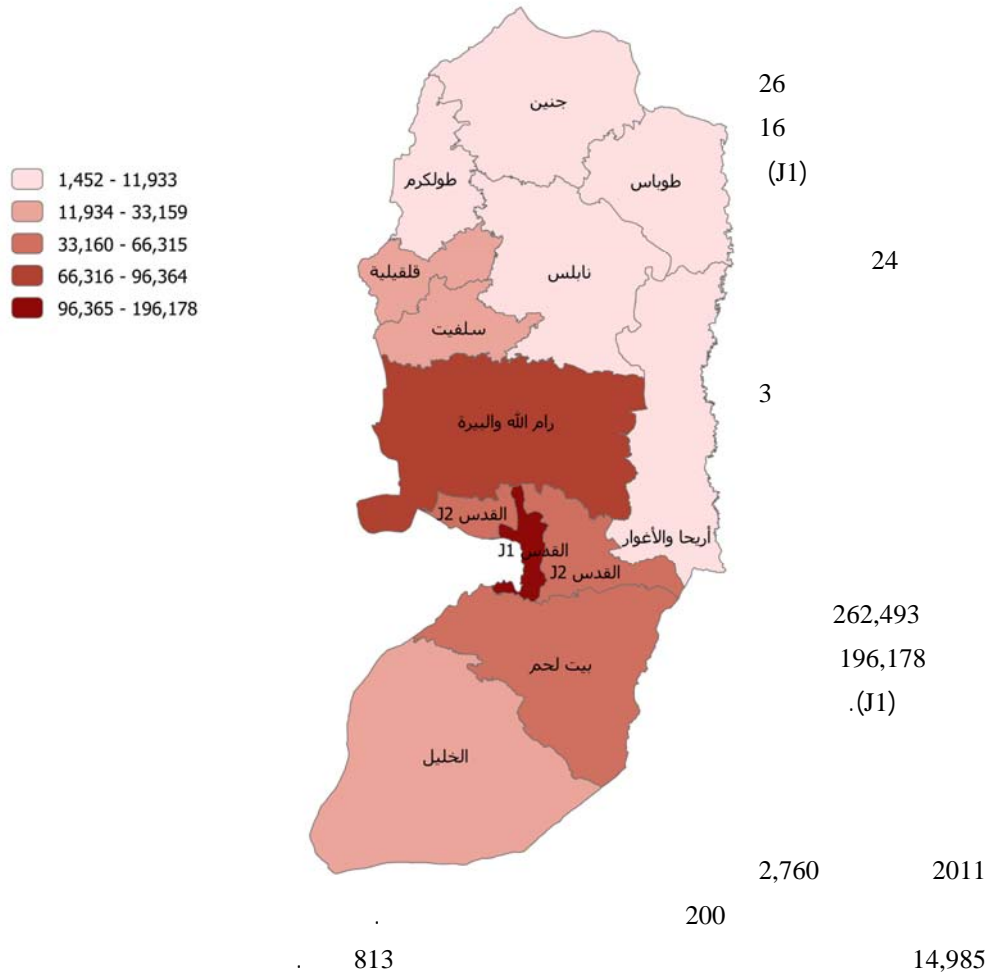 جنين
26
16
(J1)
1,452 - 11,933
11,934 - 33,159
33,160 - 66,315
66,316 - 96,364
96,365 - 196,178
طولكرم
طوباس
24
قلقيلية
نابلس
سلفيت
3
رام الله والبيرة
القدس J2
أريحا والأغوار
القدس J1
القدس J2
262,493
196,178
(J1).
بيت لحم
الخليل
2011 2,760
200 .
14,985 813 .